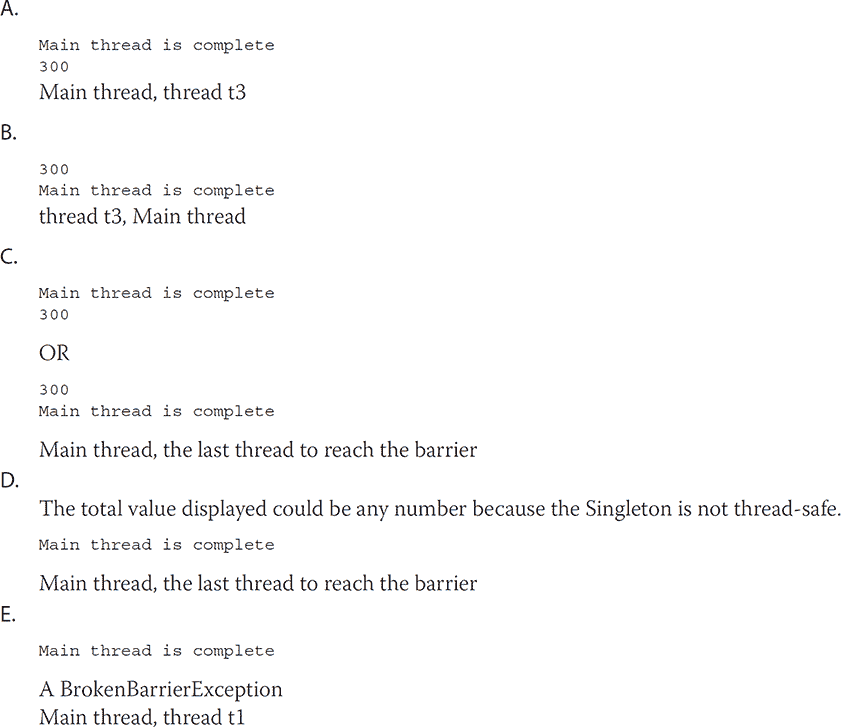 A.
Main thread is complete
300
Main thread, thread t3
B.
300
Main thread is complete
thread t3, Main thread
C.
Main thread is complete
300
OR
300
Main thread is complete
Main thread, the last thread to reach the barrier
D.
The total value displayed could be any number because the Singleton is not thread-safe.
Main thread is complete
Main thread, the last thread to reach the barrier
E.
Main thread is complete
A BrokenBarrierException
Main thread, thread t1